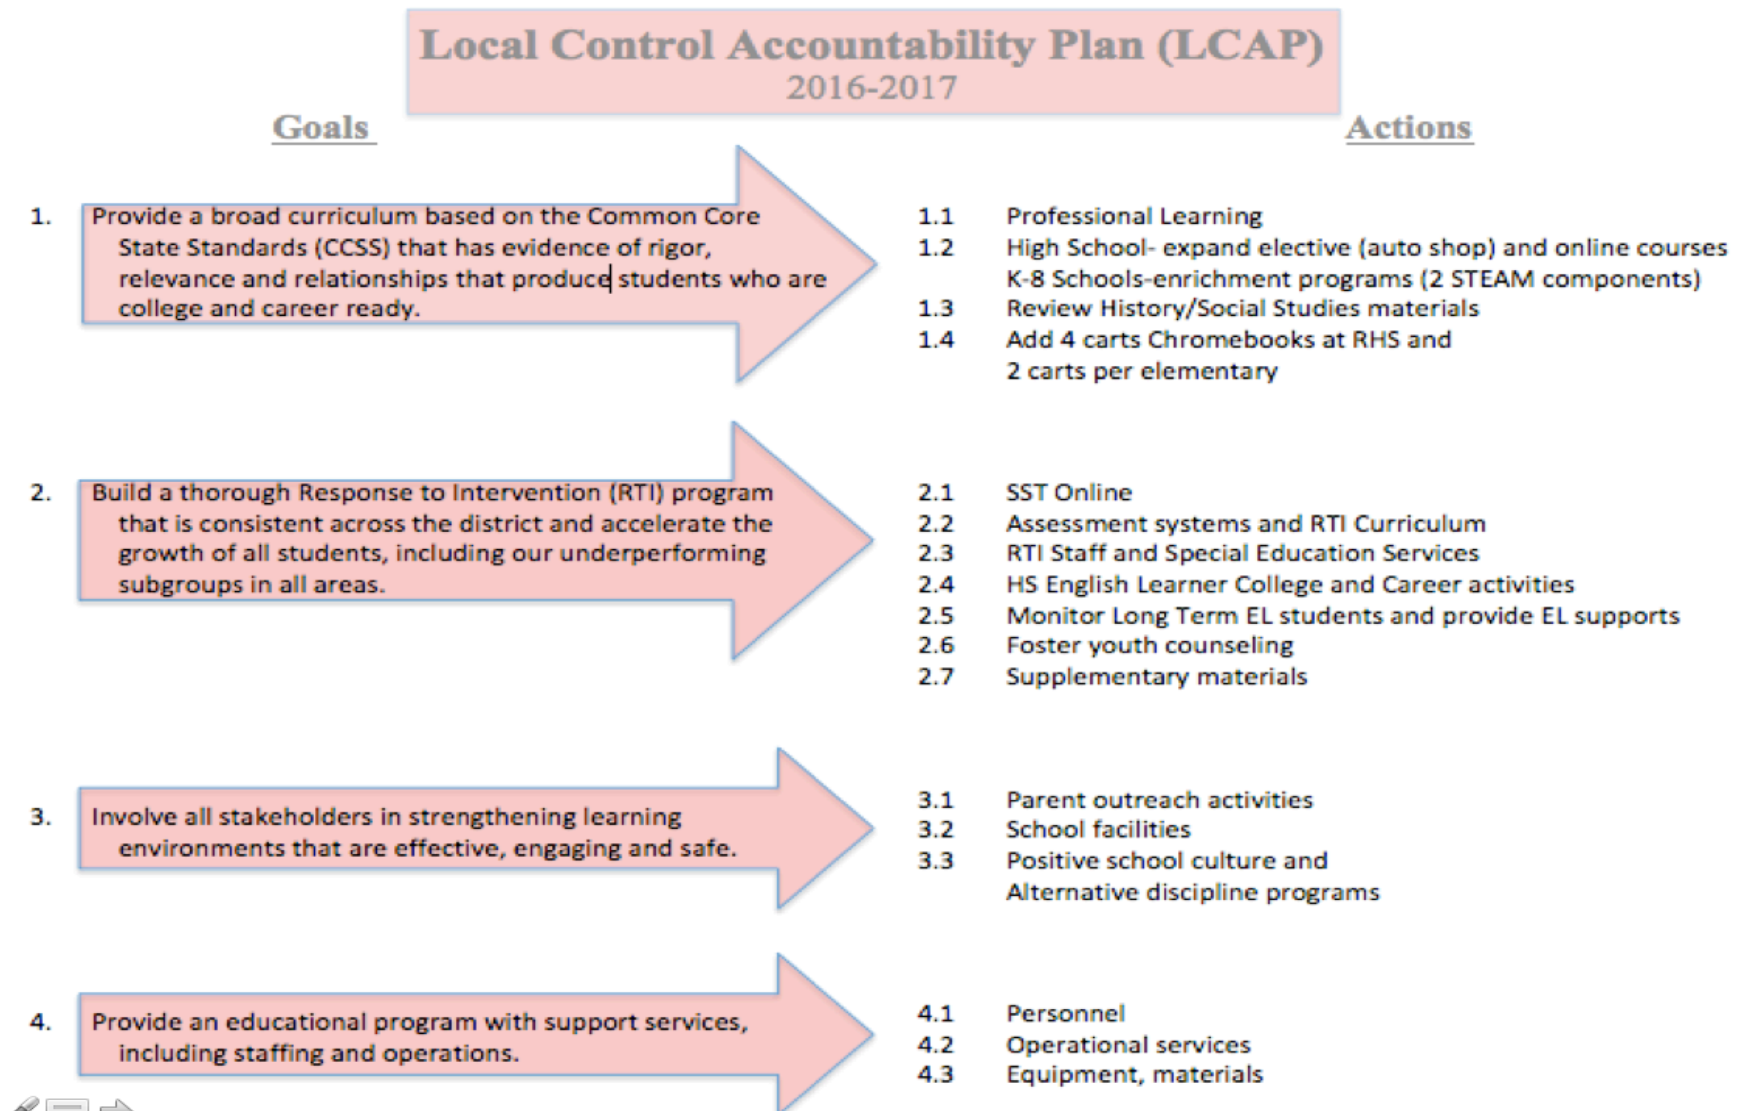 Local Control Accountability Plan (LCAP)
2016-2017
Goals
Actions
1. Provide a broad curriculum based on the Common Core
State Standards (CCSS) that has evidence of rigor,
relevance and relationships that produce students who are
college and career ready.
1.1 Professional Learning
1.2 High School- expand elective (auto shop) and online courses
K-8 Schools-enrichment programs (2 STEAM components)
1.3 Review History/Social Studies materials
1.4 Add 4 carts Chromebooks at RHS and
2 carts per elementary
2. Build a thorough Response to Intervention (RTI) program
that is consistent across the district and accelerate the
growth of all students, including our underperforming
subgroups in all areas.
2.1 SST Online
2.2 Assessment systems and RTI Curriculum
2.3 RTI Staff and Special Education Services
2.4 HS English Learner College and Career activities
2.5 Monitor Long Term EL students and provide EL supports
2.6 Foster youth counseling
2.7 Supplementary materials
3. Involve all stakeholders in strengthening learning
environments that are effective, engaging and safe.
3.1 Parent outreach activities
3.2 School facilities
3.3 Positive school culture and
Alternative discipline programs
4. Provide an educational program with support services,
including staffing and operations.
4.1 Personnel
4.2 Operational services
4.3 Equipment, materials